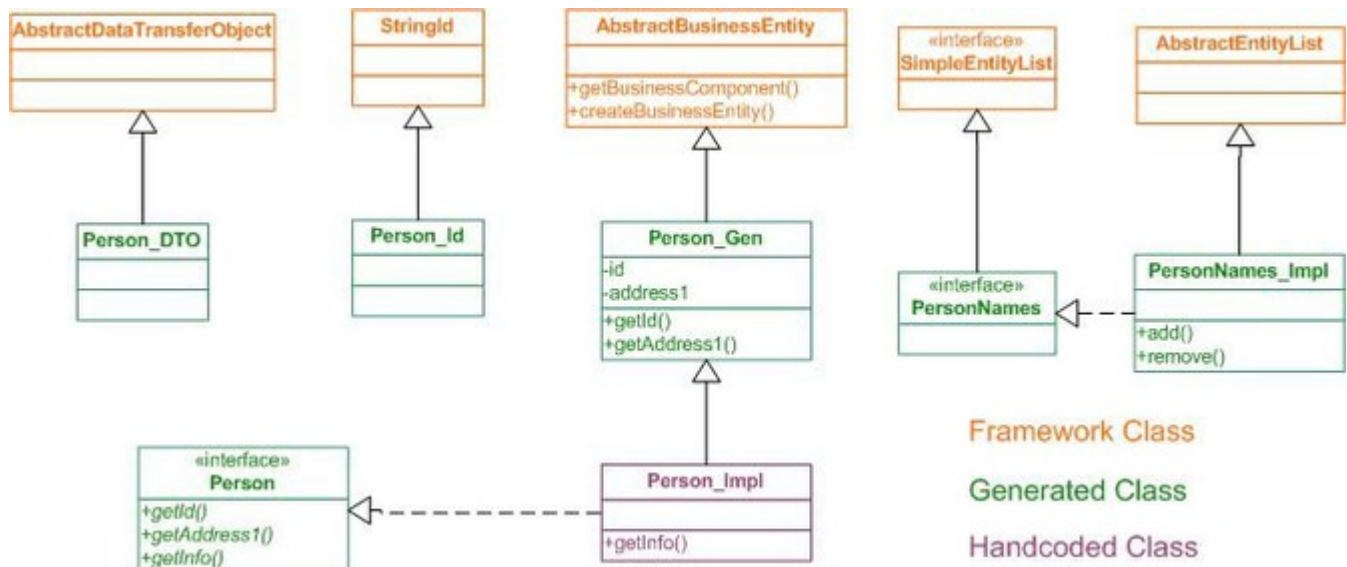 AbstractDataTransferObject
StringId
AbstractBusinessEntity
+getBusinessComponent()
+createBusinessEntity()
«interface»
SimpleEntityList
AbstractEntityList
Person_DTO
Person_Id
Person_Gen
-id
-address1
+getId()
+getAddress1()
«interface»
PersonNames
PersonNames_Impl
+add()
+remove()
«interface»
Person
+getId()
+getAddress1()
+getInfo()
Person_Impl
+getInfo()
Framework Class
Generated Class
Handcoded Class